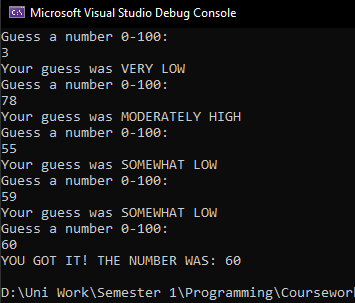 Microsoft Visual Studio Debug Console
Guess a number 0-100:
3
Your guess was VERY LOW
Guess a number 0-100:
78
Your guess was MODERATELY HIGH
Guess a number 0-100:
55
Your guess was SOMEWHAT LOW
Guess a number 0-100:
59
Your guess was SOMEWHAT LOW
Guess a number 0-100:
60
YOU GOT IT! THE NUMBER WAS: 60
D:\Uni Work\Semester 1\Programming\Coursewor